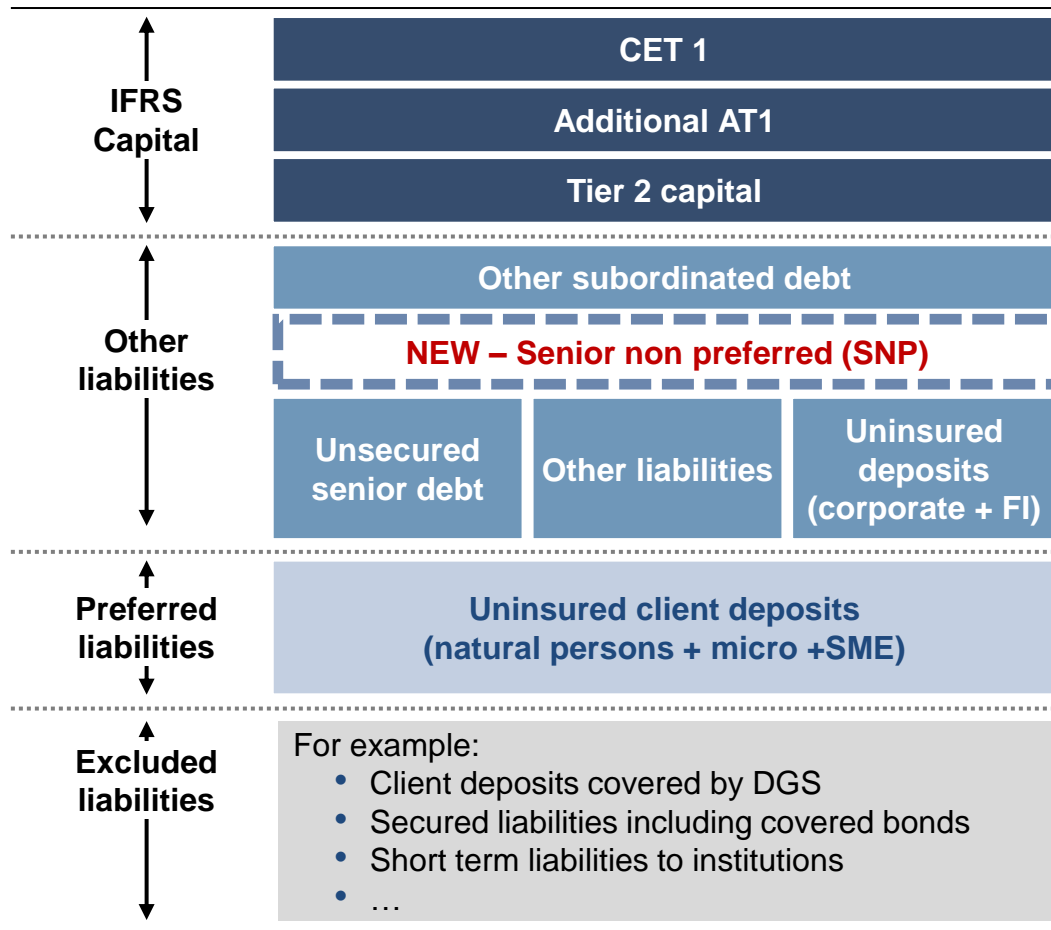 IFRS
Capital
CET 1
Additional AT1
Tier 2 capital
Other
liabilities
Other subordinated debt
NEW – Senior non preferred (SNP)
Unsecured
senior debt
Other liabilities
Uninsured
deposits
(corporate + FI)
Preferred
liabilities
Uninsured client deposits
(natural persons + micro +SME)
Excluded
liabilities
For example:
• Client deposits covered by DGS
• Secured liabilities including covered bonds
• Short term liabilities to institutions
• …